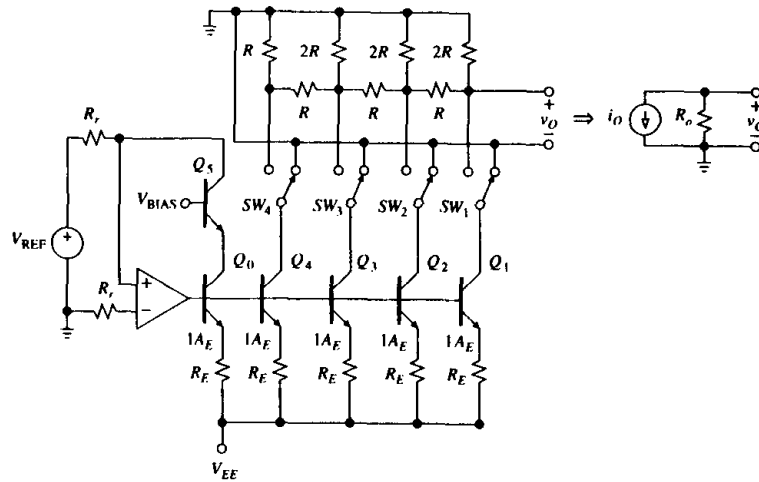 R 2R 2R 2R
R R R
+ v_O − ⇒ i_O R_o + v_O −
R_r
Q_5
V_BIAS
SW_4 SW_3 SW_2 SW_1
V_REF +
Q_0 Q_4 Q_3 Q_2 Q_1
R_r + −
1A_E 1A_E 1A_E 1A_E 1A_E
R_E R_E R_E R_E R_E
V_EE